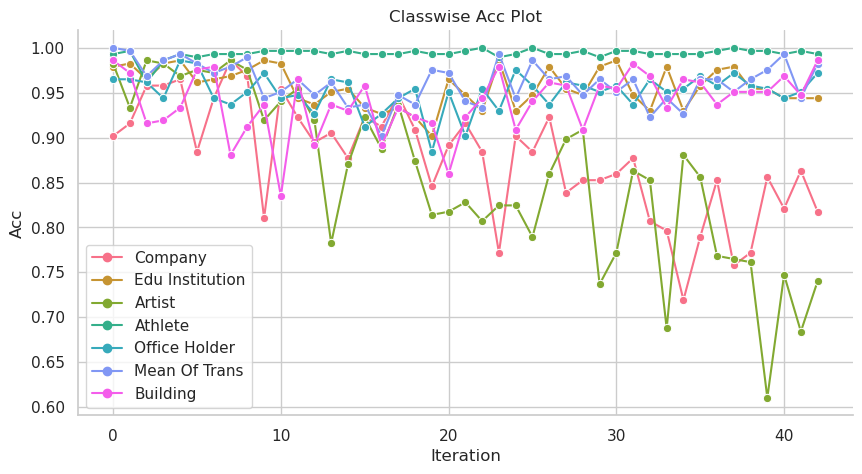 Classwise Acc Plot
1.00
0.95
0.90
0.85
0.80
0.75
0.70
0.65
0.60
Acc
Company
Edu Institution
Artist
Athlete
Office Holder
Mean Of Trans
Building
0 10 20 30 40
Iteration